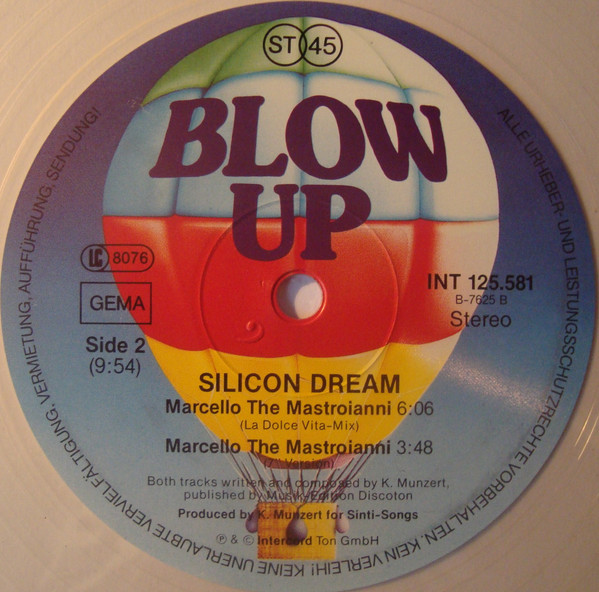 ST 45
BLOW
UP
LC 8076
GEMA
INT 125.581
B-7625 B
Stereo
Side 2
(9:54)
SILICON DREAM
Marcello The Mastroianni 6:06
(La Dolce Vita-Mix)
Marcello The Mastroianni 3:48
(7" Version)
Both tracks written and composed by K. Munzert,
published by Musik-Edition Discoton
Produced by K. Munzert for Sinti-Songs
℗ & © Intercord Ton GmbH
ALLE URHEBER- UND LEISTUNGSSCHUTZRECHTE VORBEHALTEN. KEIN VERLEIH! KEINE UNERLAUBTE VERVIELFÄLTIGUNG, VERMIETUNG, AUFFÜHRUNG, SENDUNG!